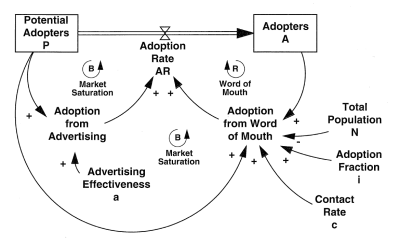 Potential
Adopters
P
Adopters
A
Adoption
Rate
AR
B
Market
Saturation
R
Word of
Mouth
+
+
+
Adoption
from
Advertising
Adoption
from Word
of Mouth
+
Total
Population
N
-
B
Market
Saturation
+
+
+
+
Adoption
Fraction
i
+
Advertising
Effectiveness
a
Contact
Rate
c